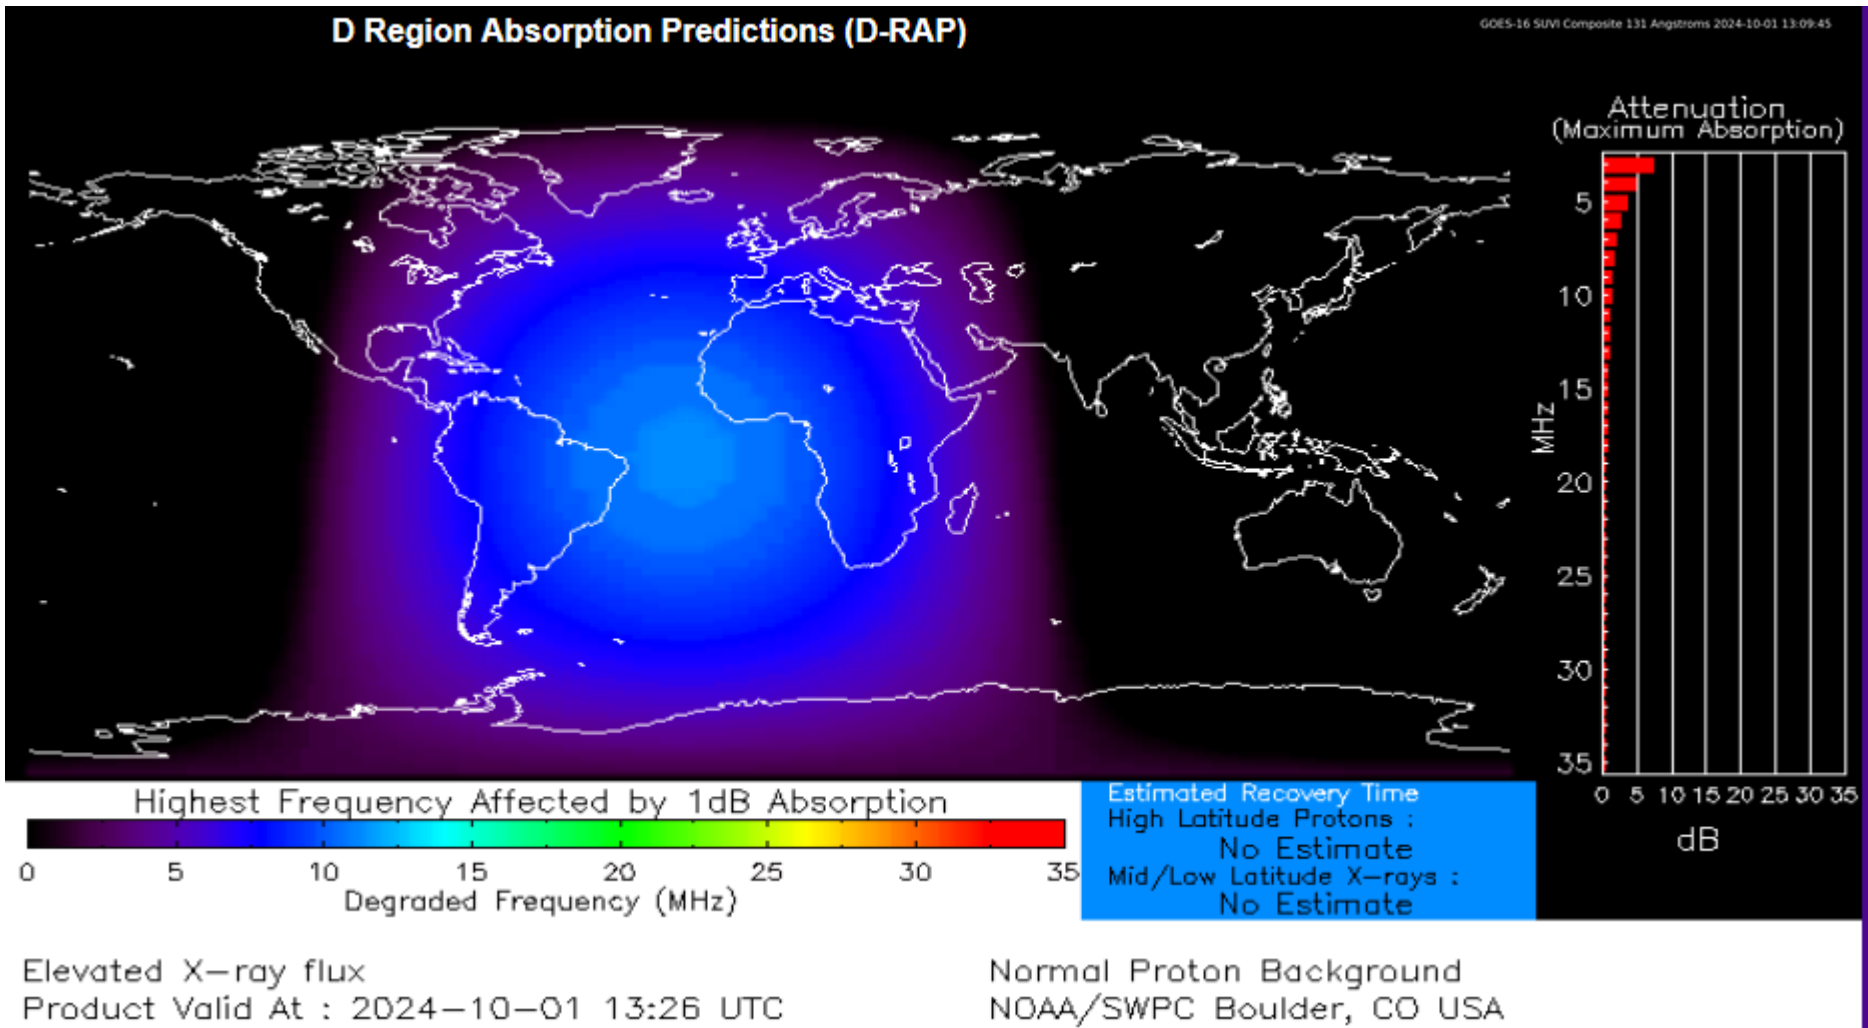 D Region Absorption Predictions (D-RAP)
GOES-16 SUVI Composite 131 Angstroms 2024-10-01 13:09:45
Attenuation
(Maximum Absorption)
5
10
15
20
25
30
35
MHz
0 5 10 15 20 25 30 35
dB
Highest Frequency Affected by 1dB Absorption
0 5 10 15 20 25 30 35
Degraded Frequency (MHz)
Estimated Recovery Time
High Latitude Protons :
No Estimate
Mid/Low Latitude X-rays :
No Estimate
Elevated X-ray flux
Product Valid At : 2024-10-01 13:26 UTC
Normal Proton Background
NOAA/SWPC Boulder, CO USA